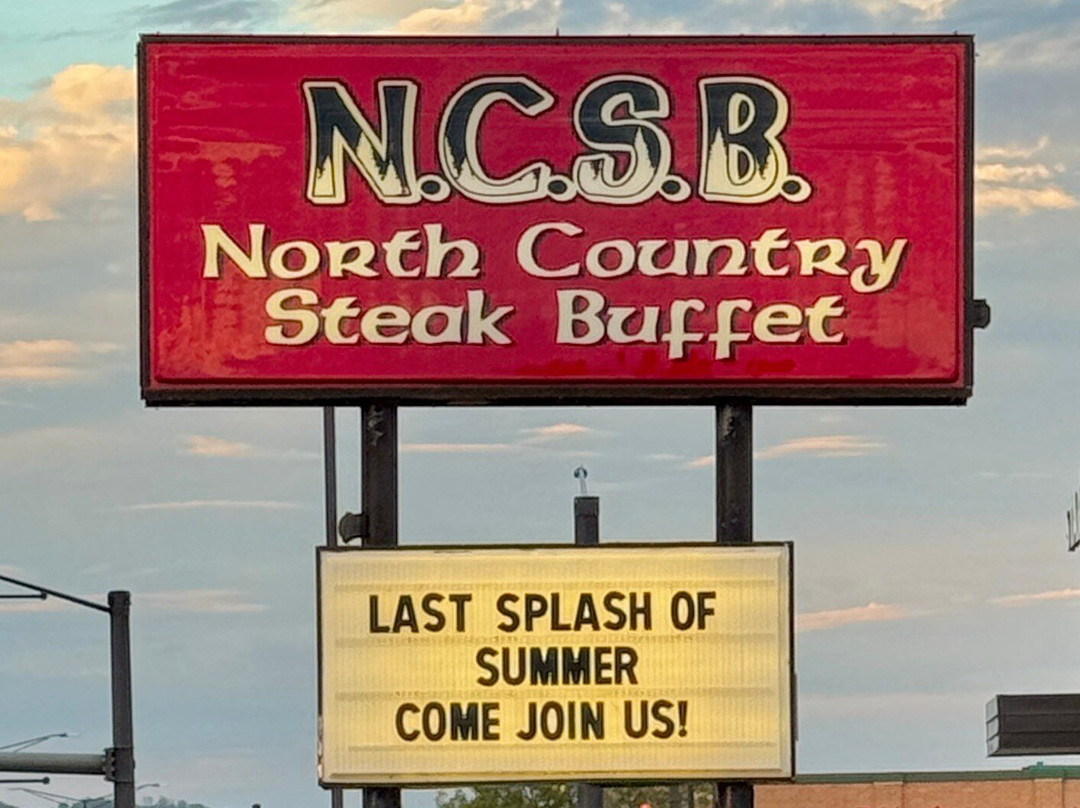 N.C.S.B.
North Country
Steak Buffet
LAST SPLASH OF
SUMMER
COME JOIN US!